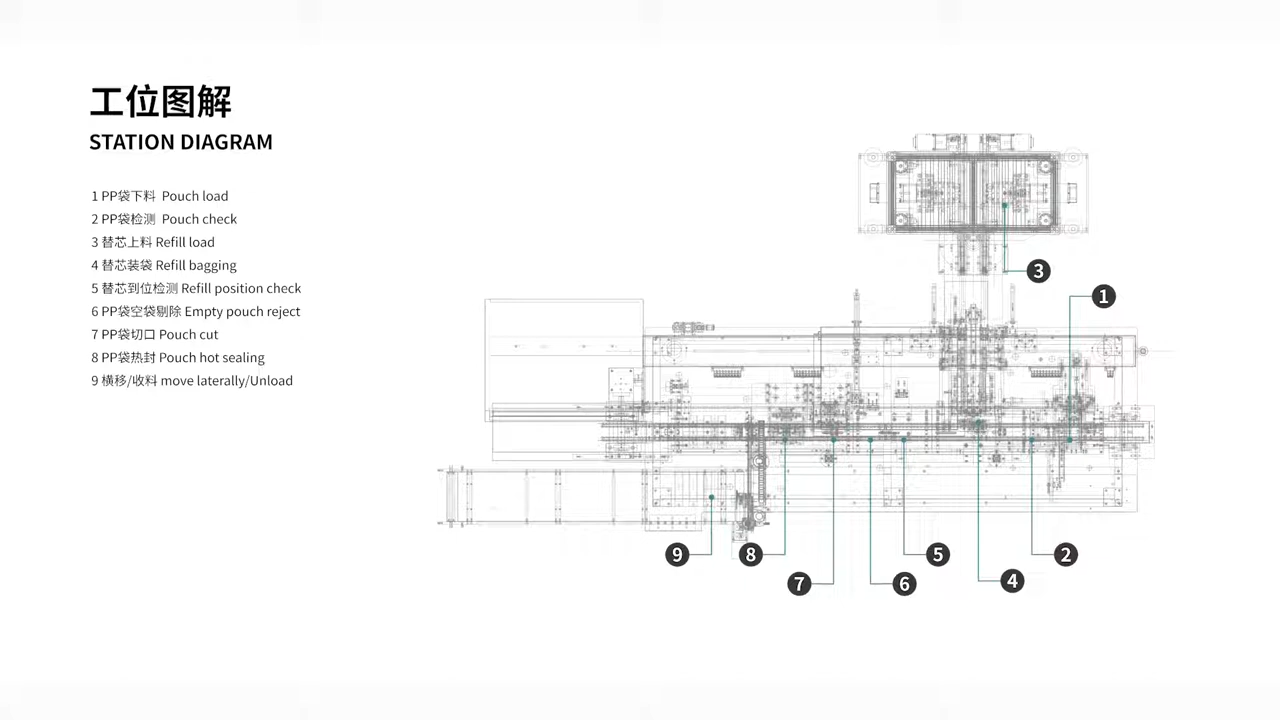 工位图解
STATION DIAGRAM
1 PP袋下料 Pouch load
2 PP袋检测 Pouch check
3 替芯上料 Refill load
4 替芯装袋 Refill bagging
5 替芯到位检测 Refill position check
6 PP袋空袋剔除 Empty pouch reject
7 PP袋切口 Pouch cut
8 PP袋热封 Pouch hot sealing
9 横移/收料 move laterally/Unload
3
1
9
8
5
2
7
6
4